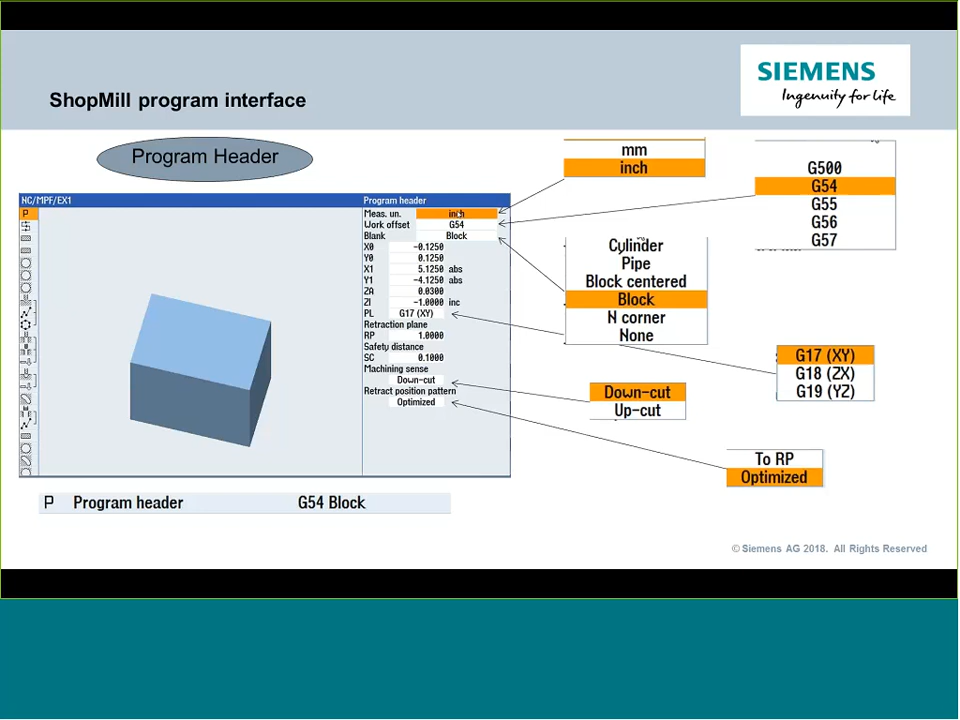 SIEMENS
Ingenuity for life
ShopMill program interface
Program Header
mm
inch
G500
G54
G55
G56
G57
NC/MPF/EX1
Program header
P
Meas. un. inch
Work offset G54
Blank Block
X0 -0.1250
Y0 0.1250
X1 5.1250 abs
Y1 -4.1250 abs
ZA 0.0300
ZI -1.0000 inc
PL G17 (XY)
Retraction plane
RP 1.0000
Safety distance
SC 0.1000
Machining sense
Down-cut
Retract position pattern
Optimized
Cylinder
Pipe
Block centered
Block
N corner
None
G17 (XY)
G18 (ZX)
G19 (YZ)
Down-cut
Up-cut
To RP
Optimized
P Program header G54 Block
© Siemens AG 2018. All Rights Reserved